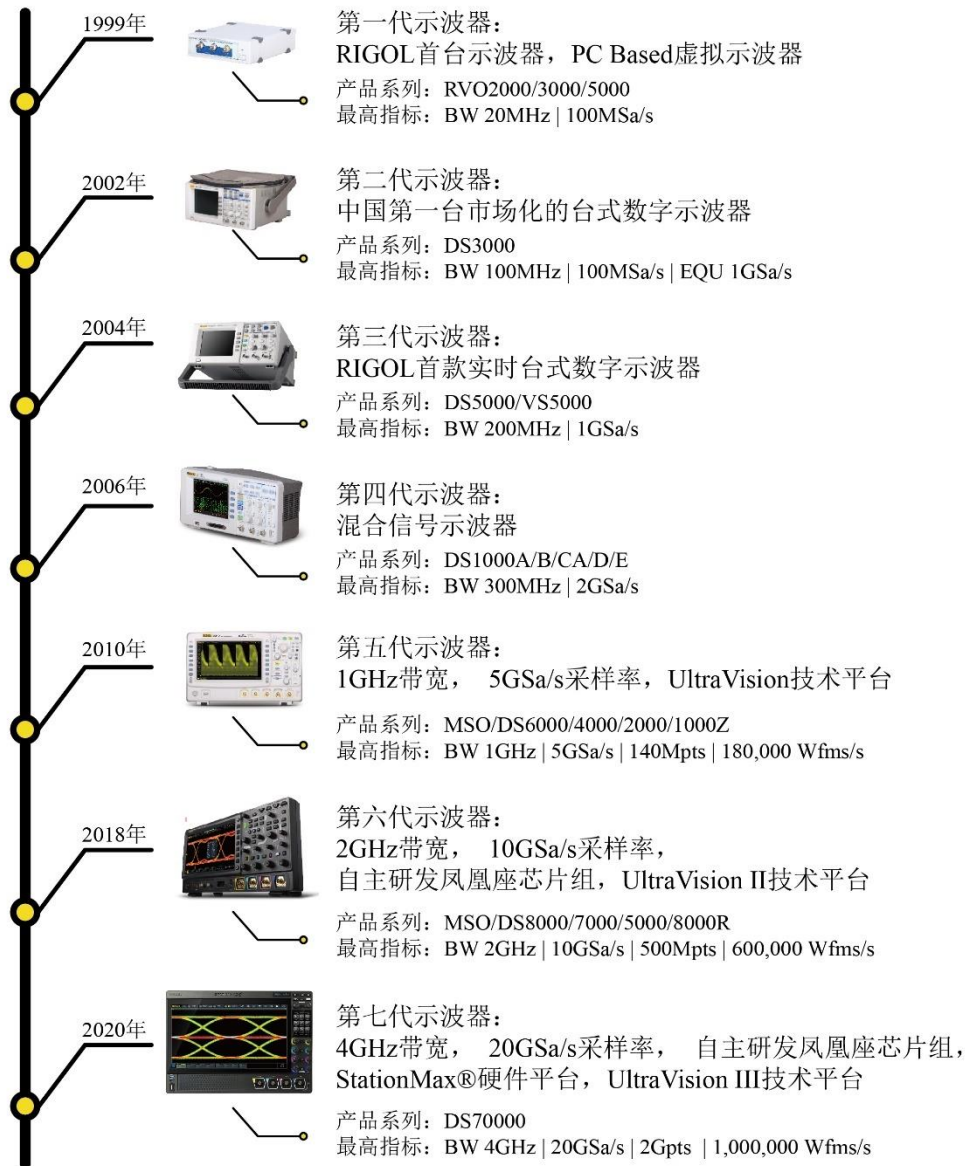 1999年
第一代示波器:
RIGOL首台示波器，PC Based虚拟示波器
产品系列：RVO2000/3000/5000
最高指标：BW 20MHz | 100MSa/s
2002年
第二代示波器:
中国第一台市场化的台式数字示波器
产品系列：DS3000
最高指标：BW 100MHz | 100MSa/s | EQU 1GSa/s
2004年
第三代示波器:
RIGOL首款实时台式数字示波器
产品系列：DS5000/VS5000
最高指标：BW 200MHz | 1GSa/s
2006年
第四代示波器:
混合信号示波器
产品系列：DS1000A/B/CA/D/E
最高指标：BW 300MHz | 2GSa/s
2010年
第五代示波器:
1GHz带宽， 5GSa/s采样率，UltraVision技术平台
产品系列：MSO/DS6000/4000/2000/1000Z
最高指标：BW 1GHz | 5GSa/s | 140Mpts | 180,000 Wfms/s
2018年
第六代示波器:
2GHz带宽， 10GSa/s采样率，
自主研发凤凰座芯片组，UltraVision II技术平台
产品系列：MSO/DS8000/7000/5000/8000R
最高指标：BW 2GHz | 10GSa/s | 500Mpts | 600,000 Wfms/s
2020年
第七代示波器:
4GHz带宽， 20GSa/s采样率， 自主研发凤凰座芯片组，
StationMax®硬件平台，UltraVision III技术平台
产品系列：DS70000
最高指标：BW 4GHz | 20GSa/s | 2Gpts | 1,000,000 Wfms/s